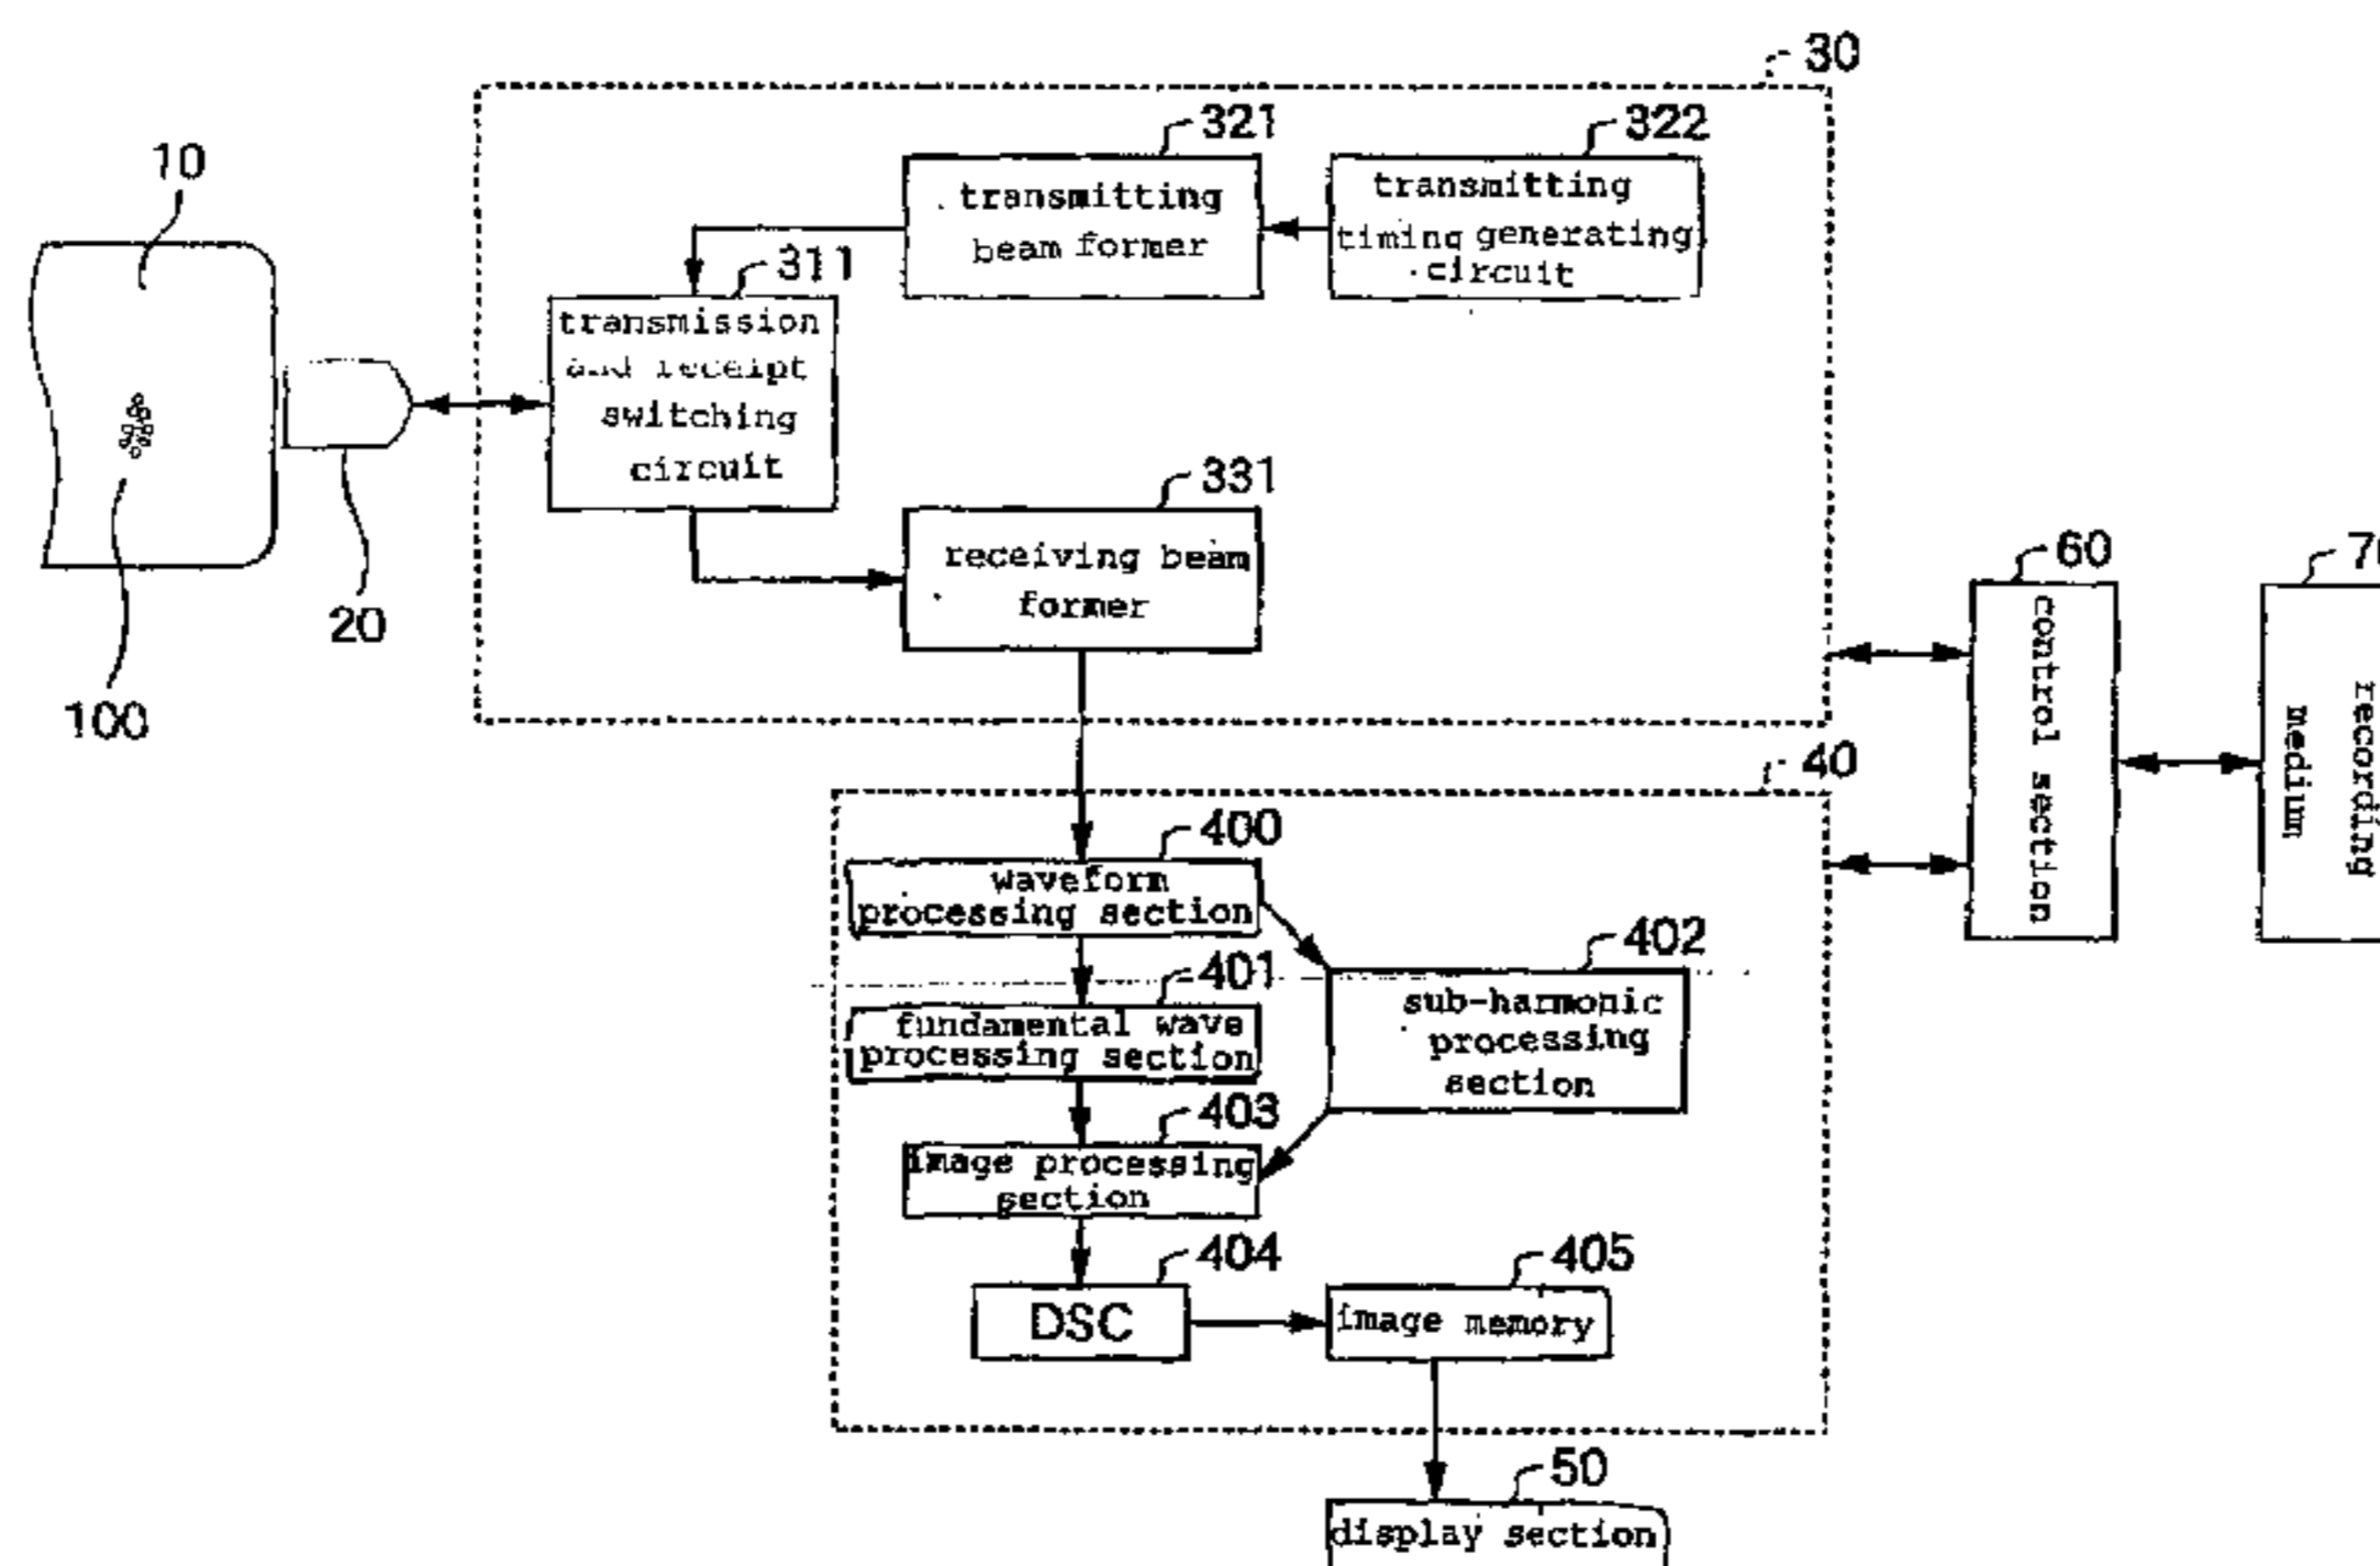 30
321
322
10
transmitting
beam former
transmitting
timing generating
circuit
311
transmission
and receipt
switching
circuit
331
receiving beam
former
20
100
60
control section
recording
medium
40
400
waveform
processing section
401
402
fundamental wave
processing section
sub-harmonic
processing
section
403
image processing
section
404
DSC
405
image memory
50
display section